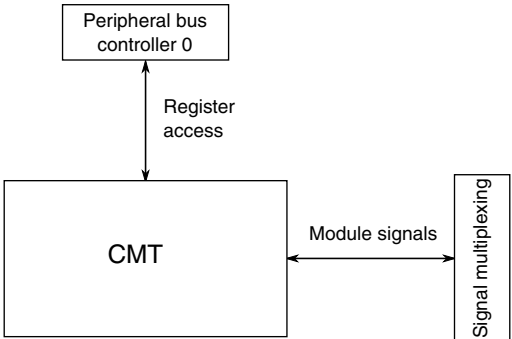 Peripheral bus
controller 0
Register
access
CMT
Module signals
Signal multiplexing